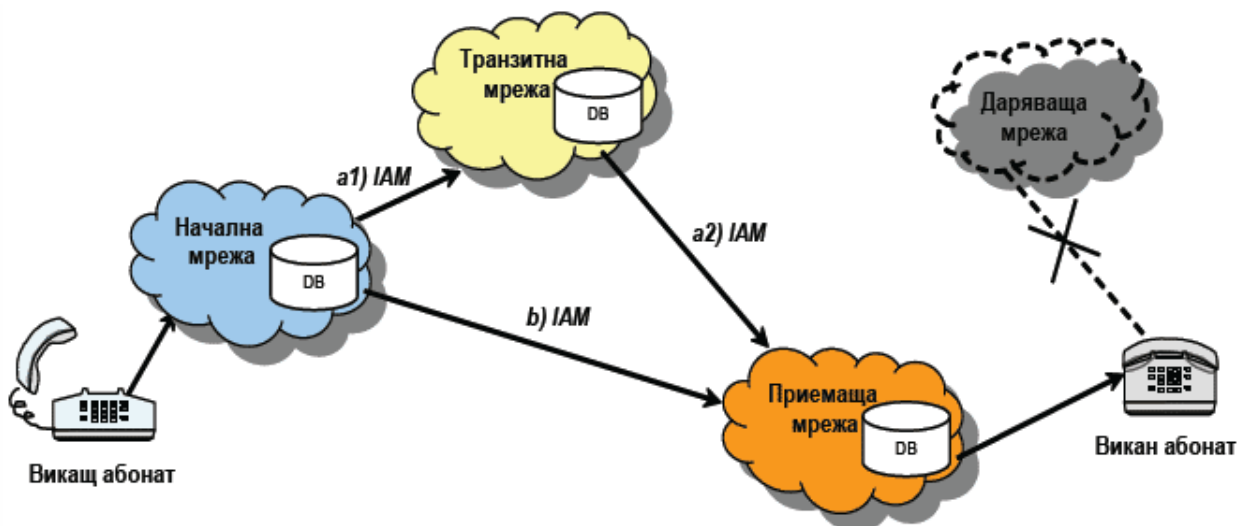 Транзитна
мрежа
DB
Даряваща
мрежа
a1) IAM
Начална
мрежа
DB
a2) IAM
b) IAM
Приемаща
мрежа
DB
Викащ абонат
Викан абонат